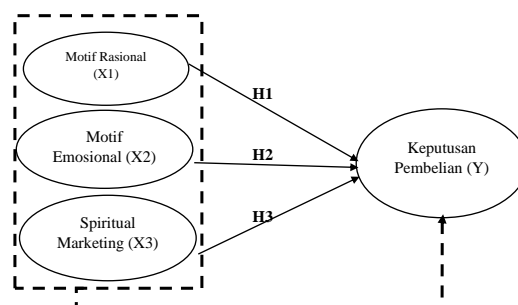 Motif Rasional
(X1)
H1
Motif
Emosional (X2)
H2
Keputusan
Pembelian (Y)
Spiritual
Marketing (X3)
H3